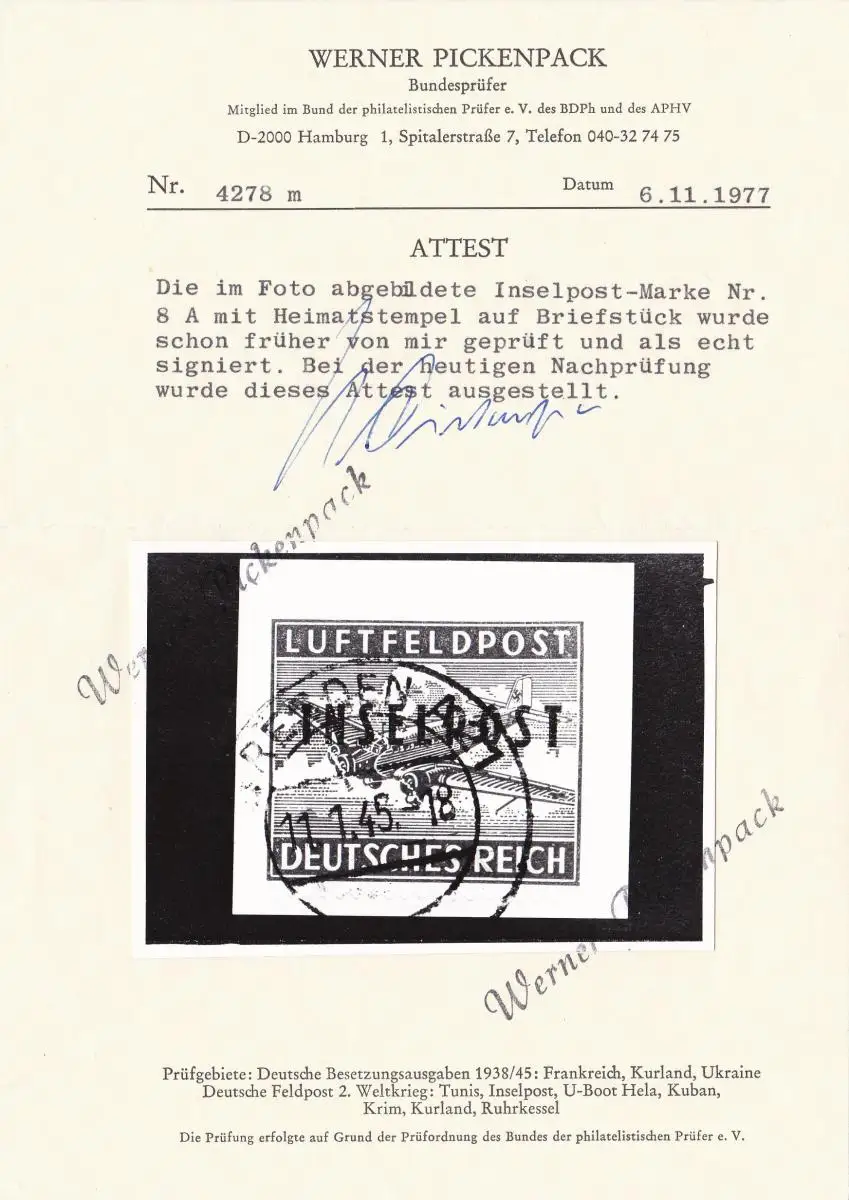 WERNER PICKENPACK
Bundesprüfer
Mitglied im Bund der philatelistischen Prüfer e. V. des BDPh und des APHV
D-2000 Hamburg 1, Spitalerstraße 7, Telefon 040-32 74 75
Nr. 4278 m Datum 6.11.1977
ATTEST
Die im Foto abgebildete Inselpost-Marke Nr.
8 A mit Heimatstempel auf Briefstück wurde
schon früher von mir geprüft und als echt
signiert. Bei der heutigen Nachprüfung
wurde dieses Attest ausgestellt.
Werner Pickenpack
LUFTFELDPOST
INSELPOST
11.1.45. 18
DEUTSCHES REICH
Werner Pickenpack
Prüfgebiete: Deutsche Besetzungsausgaben 1938/45: Frankreich, Kurland, Ukraine
Deutsche Feldpost 2. Weltkrieg: Tunis, Inselpost, U-Boot Hela, Kuban,
Krim, Kurland, Ruhrkessel
Die Prüfung erfolgte auf Grund der Prüfordnung des Bundes der philatelistischen Prüfer e. V.